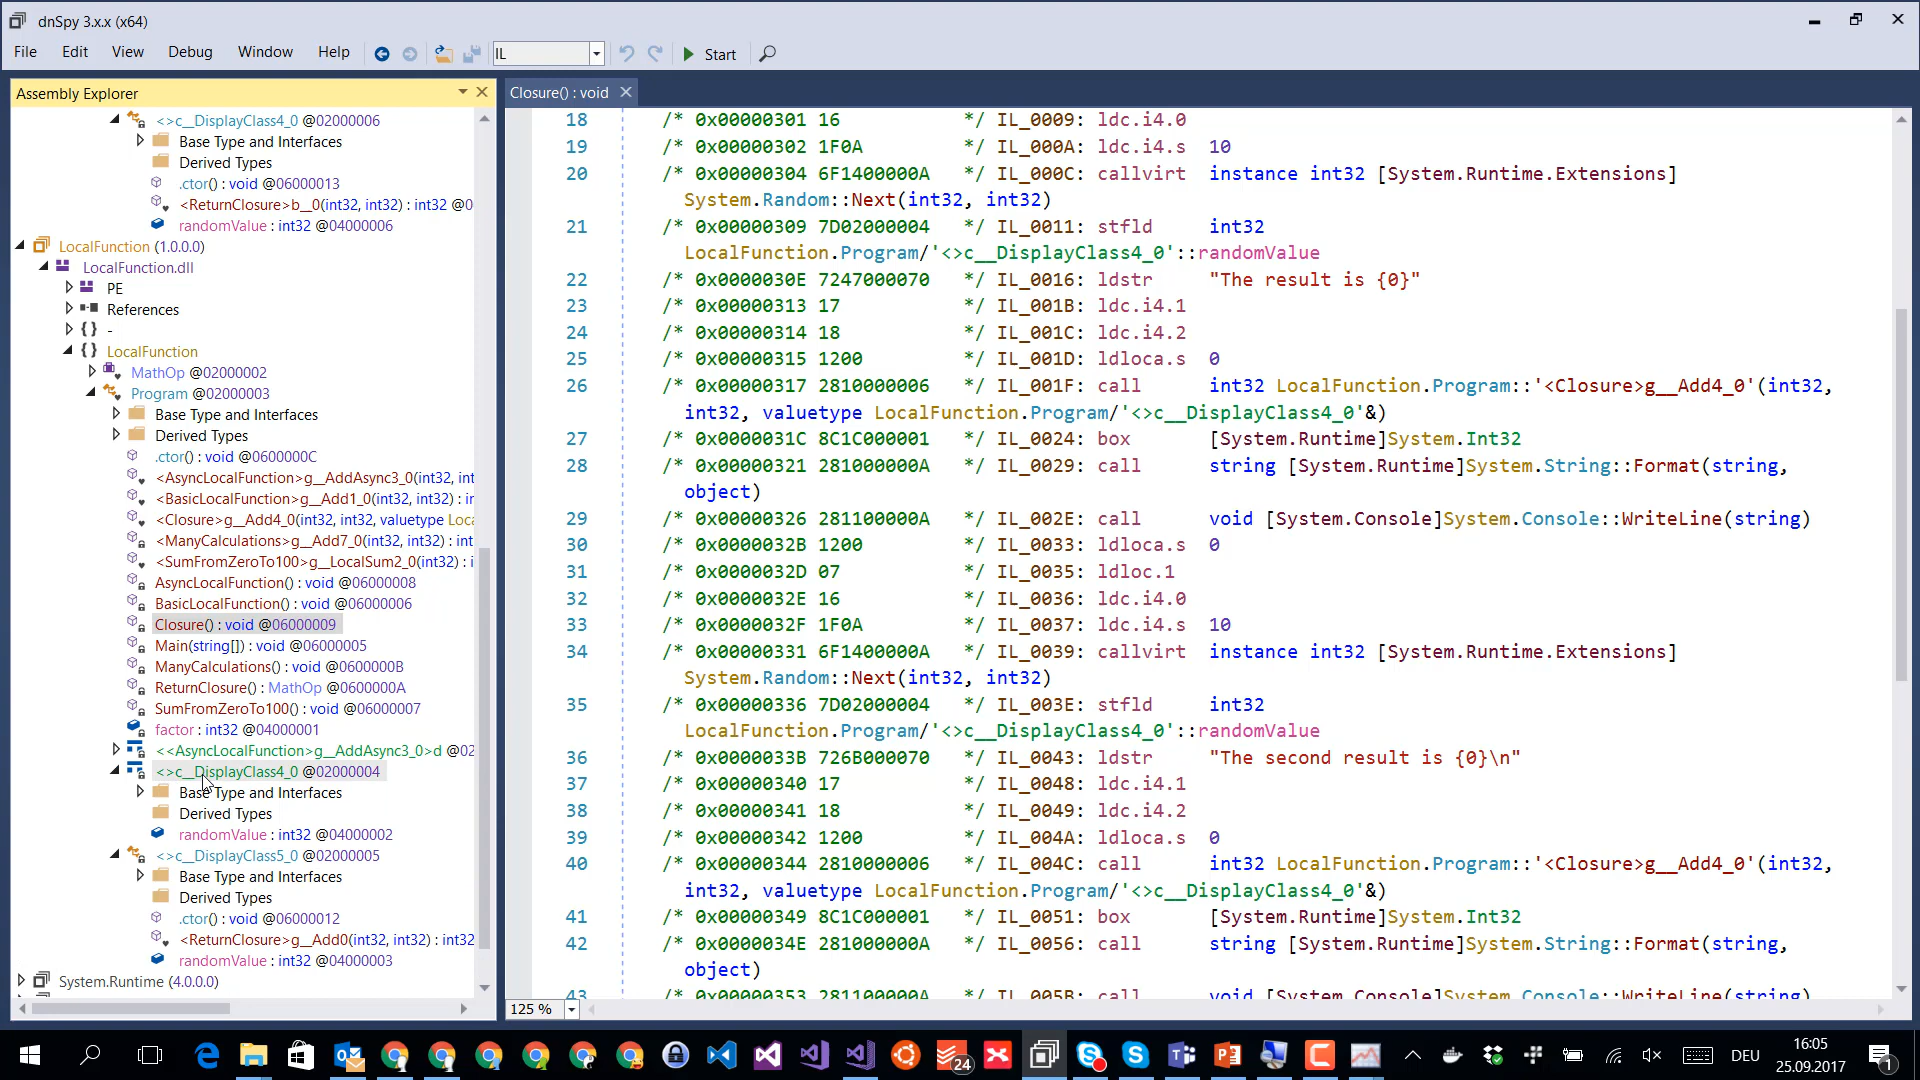 dnSpy 3.x.x (x64)
File Edit View Debug Window Help IL Start
Assembly Explorer
Closure() : void
<>c__DisplayClass4_0 @02000006
Base Type and Interfaces
Derived Types
.ctor() : void @06000013
<ReturnClosure>b__0(int32, int32) : int32 @0
randomValue : int32 @04000006
LocalFunction (1.0.0.0)
LocalFunction.dll
PE
References
{ } -
{ } LocalFunction
MathOp @02000002
Program @02000003
Base Type and Interfaces
Derived Types
.ctor() : void @0600000C
<AsyncLocalFunction>g__AddAsync3_0(int32, int
<BasicLocalFunction>g__Add1_0(int32, int32) : in
<Closure>g__Add4_0(int32, int32, valuetype Loca
<ManyCalculations>g__Add7_0(int32, int32) : int
<SumFromZeroTo100>g__LocalSum2_0(int32) : i
AsyncLocalFunction() : void @06000008
BasicLocalFunction() : void @06000006
Closure() : void @06000009
Main(string[]) : void @06000005
ManyCalculations() : void @0600000B
ReturnClosure() : MathOp @0600000A
SumFromZeroTo100() : void @06000007
factor : int32 @04000001
<<AsyncLocalFunction>g__AddAsync3_0>d @02
<>c__DisplayClass4_0 @02000004
Base Type and Interfaces
Derived Types
randomValue : int32 @04000002
<>c__DisplayClass5_0 @02000005
Base Type and Interfaces
Derived Types
.ctor() : void @06000012
<ReturnClosure>g__Add0(int32, int32) : int32
randomValue : int32 @04000003
System.Runtime (4.0.0.0)
18 /* 0x00000301 16 */ IL_0009: ldc.i4.0
19 /* 0x00000302 1F0A */ IL_000A: ldc.i4.s 10
20 /* 0x00000304 6F1400000A */ IL_000C: callvirt instance int32 [System.Runtime.Extensions]
System.Random::Next(int32, int32)
21 /* 0x00000309 7D02000004 */ IL_0011: stfld int32
LocalFunction.Program/'<>c__DisplayClass4_0'::randomValue
22 /* 0x0000030E 7247000070 */ IL_0016: ldstr "The result is {0}"
23 /* 0x00000313 17 */ IL_001B: ldc.i4.1
24 /* 0x00000314 18 */ IL_001C: ldc.i4.2
25 /* 0x00000315 1200 */ IL_001D: ldloca.s 0
26 /* 0x00000317 2810000006 */ IL_001F: call int32 LocalFunction.Program::'<Closure>g__Add4_0'(int32,
int32, valuetype LocalFunction.Program/'<>c__DisplayClass4_0'&)
27 /* 0x0000031C 8C1C000001 */ IL_0024: box [System.Runtime]System.Int32
28 /* 0x00000321 281000000A */ IL_0029: call string [System.Runtime]System.String::Format(string,
object)
29 /* 0x00000326 281100000A */ IL_002E: call void [System.Console]System.Console::WriteLine(string)
30 /* 0x0000032B 1200 */ IL_0033: ldloca.s 0
31 /* 0x0000032D 07 */ IL_0035: ldloc.1
32 /* 0x0000032E 16 */ IL_0036: ldc.i4.0
33 /* 0x0000032F 1F0A */ IL_0037: ldc.i4.s 10
34 /* 0x00000331 6F1400000A */ IL_0039: callvirt instance int32 [System.Runtime.Extensions]
System.Random::Next(int32, int32)
35 /* 0x00000336 7D02000004 */ IL_003E: stfld int32
LocalFunction.Program/'<>c__DisplayClass4_0'::randomValue
36 /* 0x0000033B 726B000070 */ IL_0043: ldstr "The second result is {0}\n"
37 /* 0x00000340 17 */ IL_0048: ldc.i4.1
38 /* 0x00000341 18 */ IL_0049: ldc.i4.2
39 /* 0x00000342 1200 */ IL_004A: ldloca.s 0
40 /* 0x00000344 2810000006 */ IL_004C: call int32 LocalFunction.Program::'<Closure>g__Add4_0'(int32,
int32, valuetype LocalFunction.Program/'<>c__DisplayClass4_0'&)
41 /* 0x00000349 8C1C000001 */ IL_0051: box [System.Runtime]System.Int32
42 /* 0x0000034E 281000000A */ IL_0056: call string [System.Runtime]System.String::Format(string,
object)
43 /* 0x00000353 281100000A */ IL_005B: call void [System.Console]System.Console::WriteLine(string)
125 %
24
DEU
16:05
25.09.2017
1